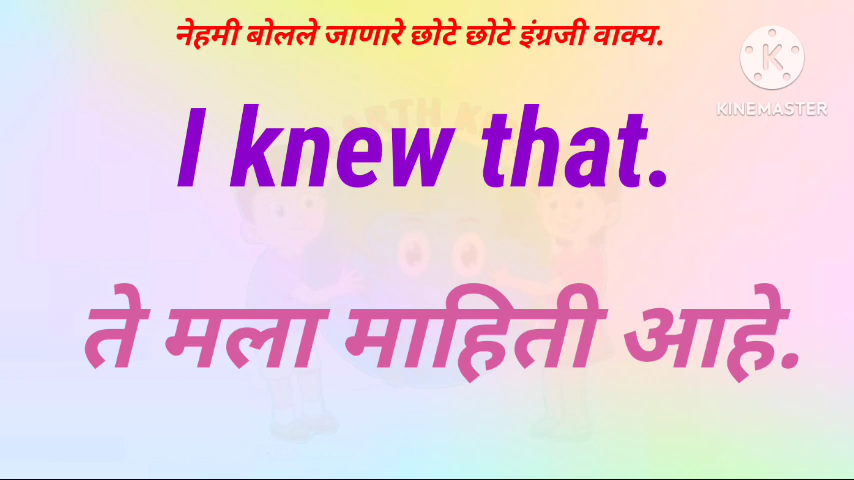 नेहमी बोलले जाणारे छोटे छोटे इंग्रजी वाक्य.
KINEMASTER
I knew that.
ते मला माहिती आहे.